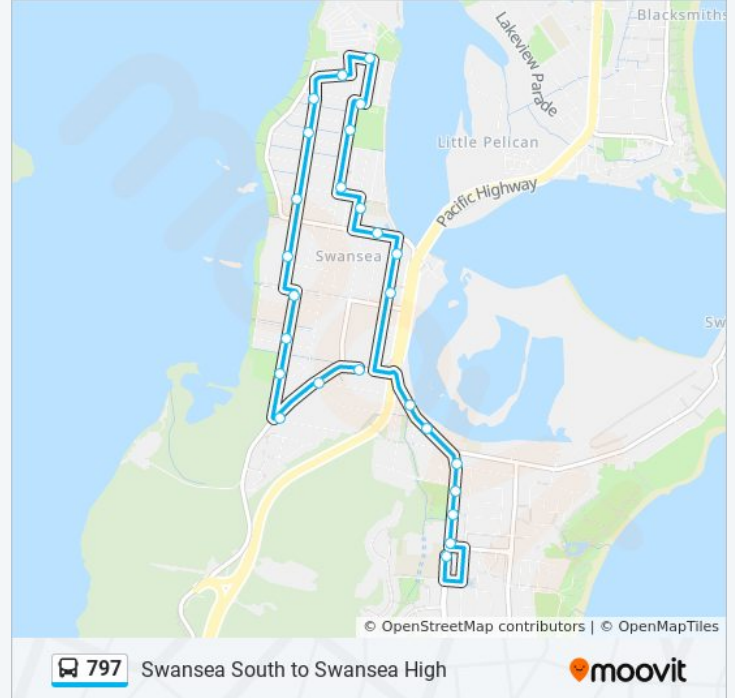 Blacksmiths
Lakeview Parade
Little Pelican
Pacific Highway
Swansea
Sw
© OpenStreetMap contributors | © OpenMapTiles
797 Swansea South to Swansea High
moovit